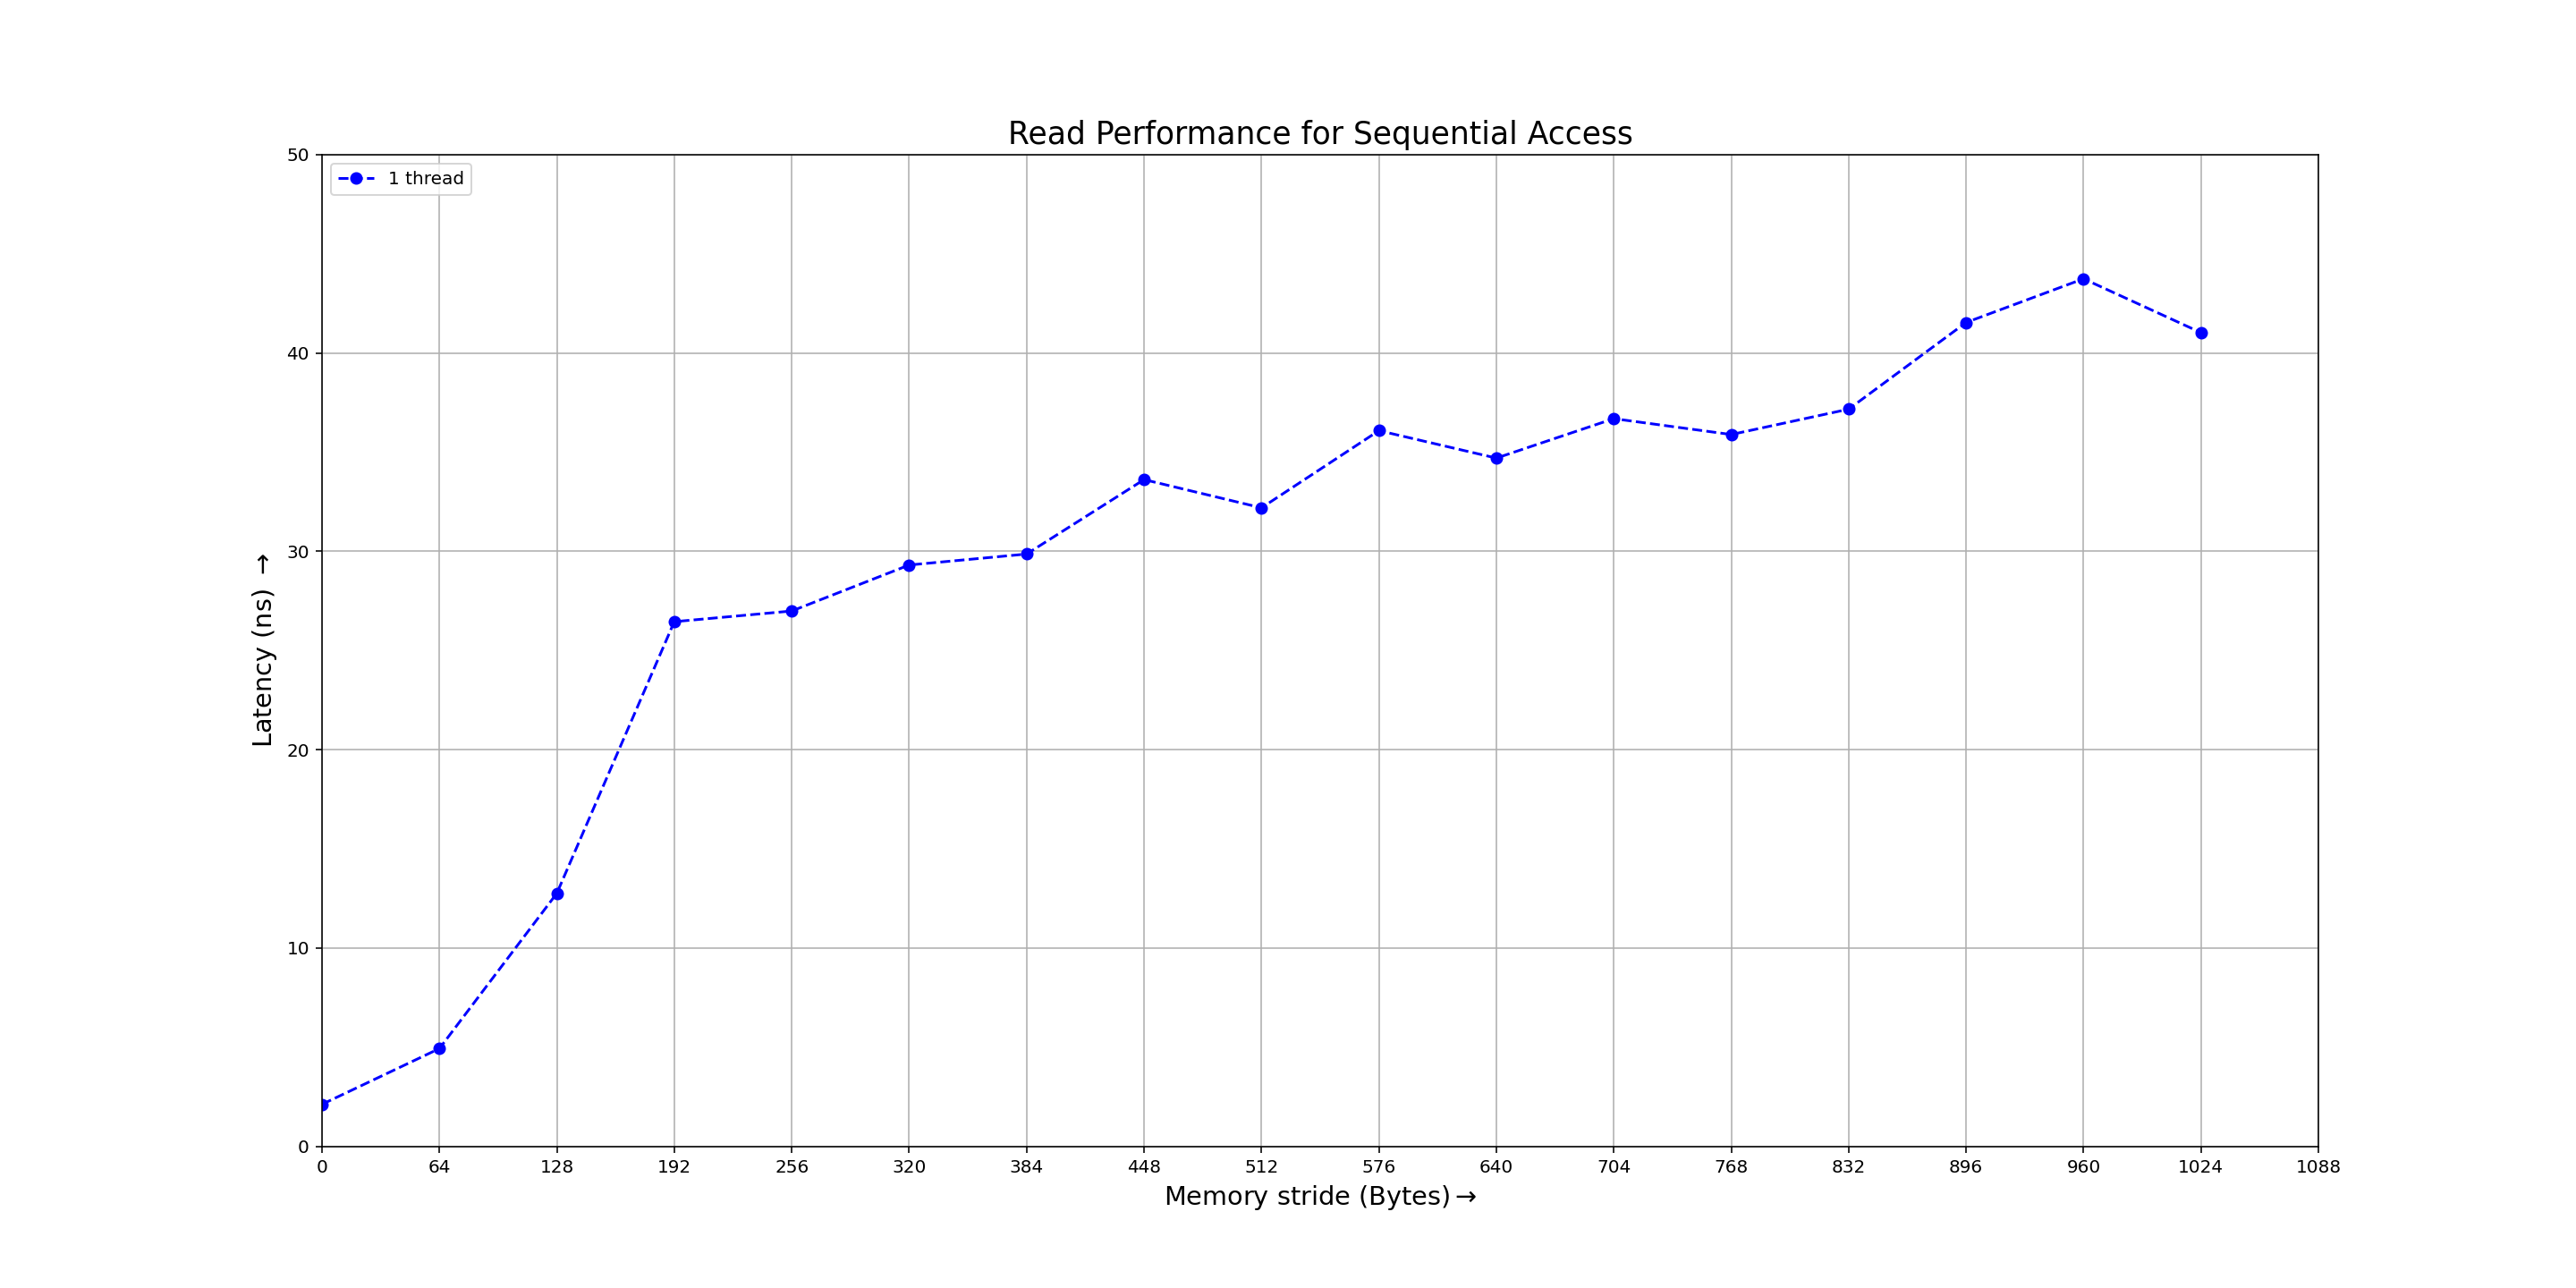 Read Performance for Sequential Access
1 thread
50
40
30
20
10
0
Latency (ns) →
0 64 128 192 256 320 384 448 512 576 640 704 768 832 896 960 1024 1088
Memory stride (Bytes)→